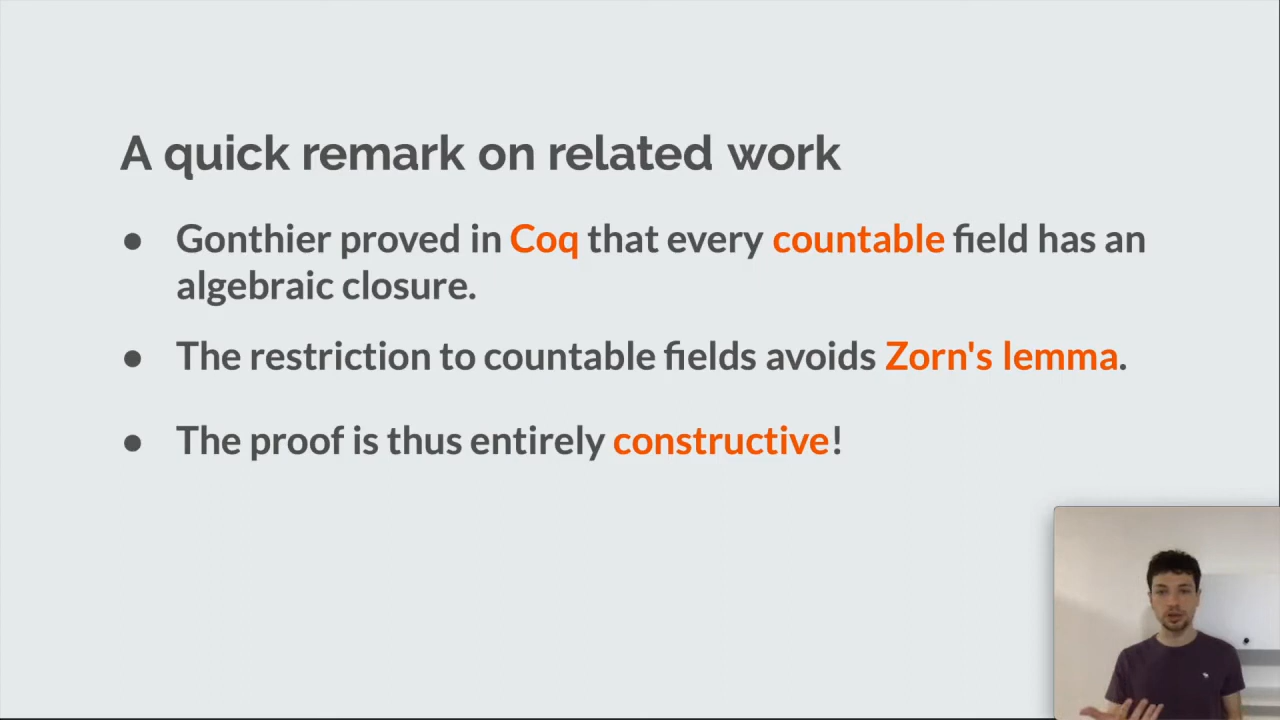 A quick remark on related work
● Gonthier proved in Coq that every countable field has an
algebraic closure.
● The restriction to countable fields avoids Zorn's lemma.
● The proof is thus entirely constructive!